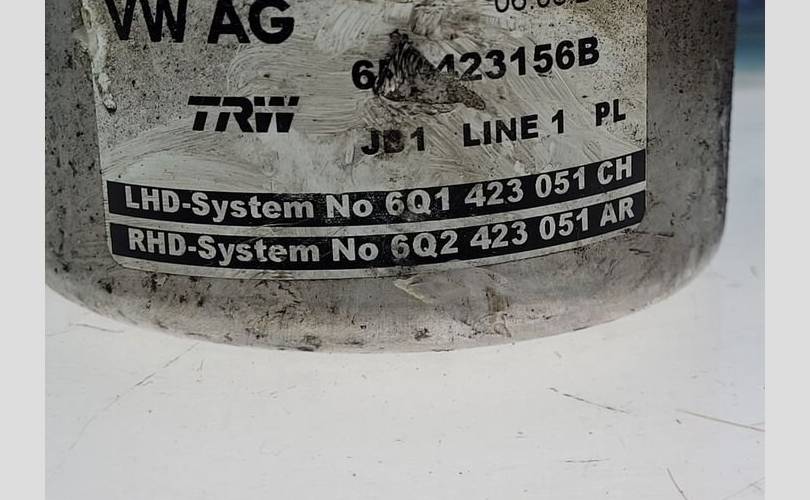 VW AG
423156B
TRW
LINE 1 PL
LHD-System No 6Q1 423 051 CH
RHD-System No 6Q2 423 051 AR